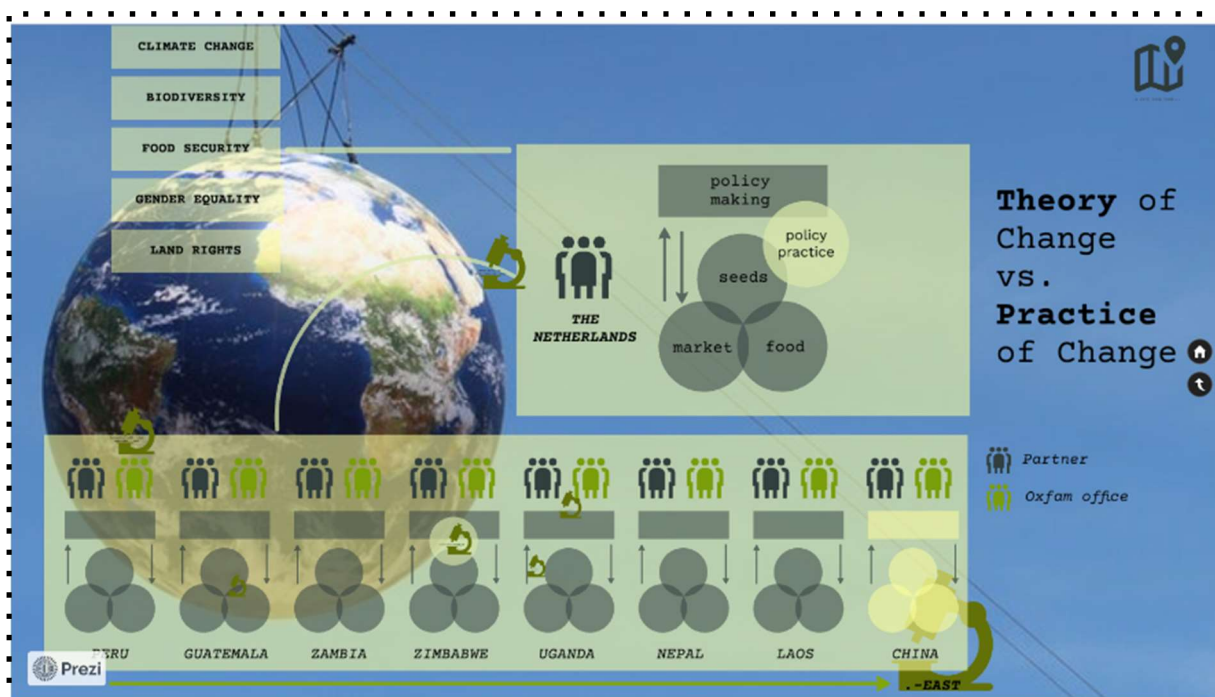 CLIMATE CHANGE
BIODIVERSITY
FOOD SECURITY
GENDER EQUALITY
LAND RIGHTS
policy
making
policy
practice
seeds
market
food
THE
NETHERLANDS
Theory of
Change
vs.
Practice
of Change
Partner
Oxfam office
GUATEMALA
ZAMBIA
ZIMBABWE
UGANDA
NEPAL
LAOS
CHINA
Prezi
.-EAST